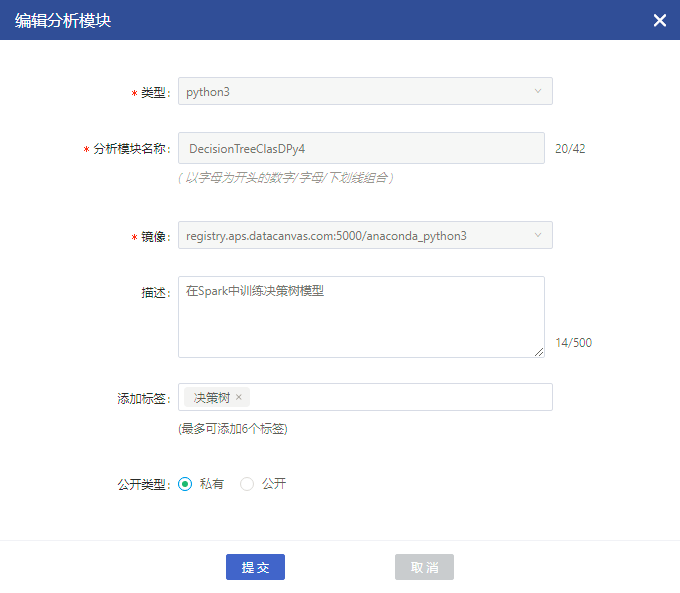 编辑分析模块
* 类型: python3
* 分析模块名称: DecisionTreeClasDPy4 20/42
( 以字母为开头的数字/字母/下划线组合 )
* 镜像: registry.aps.datacanvas.com:5000/anaconda_python3
描述: 在Spark中训练决策树模型
14/500
添加标签: 决策树 ×
(最多可添加6个标签)
公开类型: 私有 公开
提交 取消